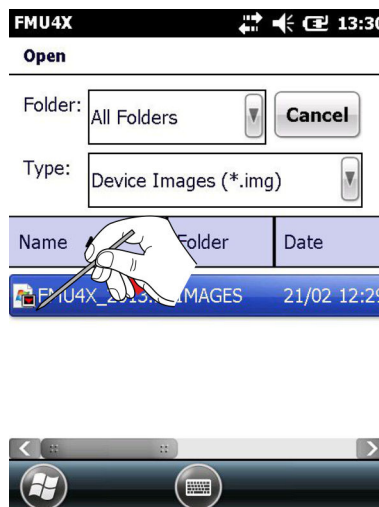 FMU4X 13:30
Open
Folder: All Folders Cancel
Type: Device Images (*.img)
Name Folder Date
IMAGES 21/02 12:29